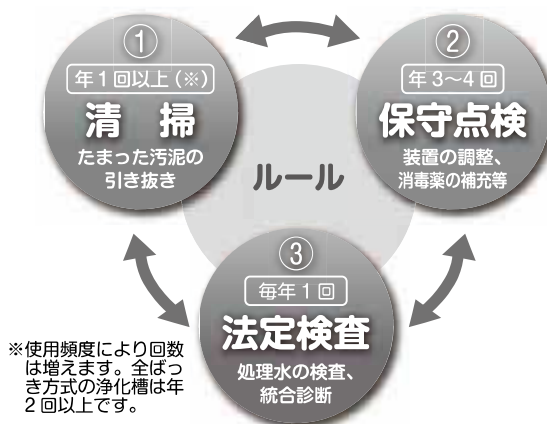 ①
年1回以上(※)
清 掃
たまった汚泥の
引き抜き
②
年3〜4回
保守点検
装置の調整、
消毒薬の補充等
ルール
③
毎年1回
法定検査
処理水の検査、
統合診断
※使用頻度により回数
は増えます。全ばっ
き方式の浄化槽は年
2回以上です。